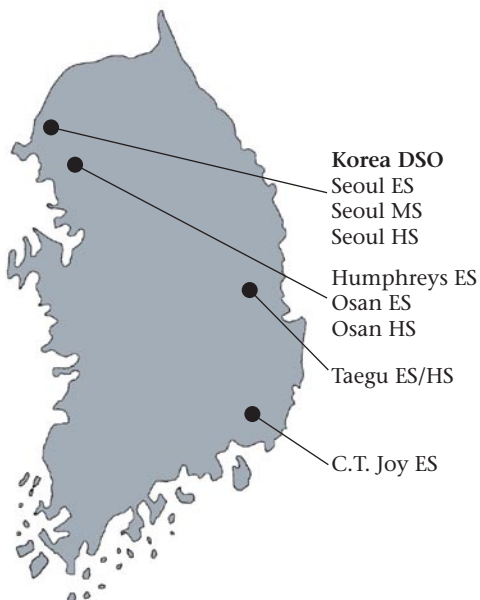 Korea DSO
Seoul ES
Seoul MS
Seoul HS
Humphreys ES
Osan ES
Osan HS
Taegu ES/HS
C.T. Joy ES